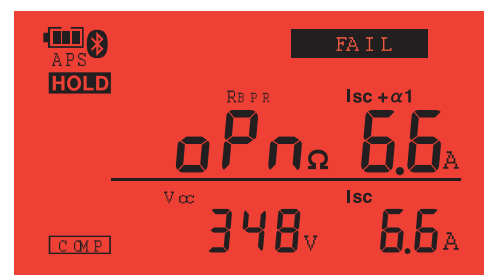 FAIL
APS
HOLD
RBPR Isc+α1
oPnΩ 6.6A
Voc Isc
348V 6.6A
COMP